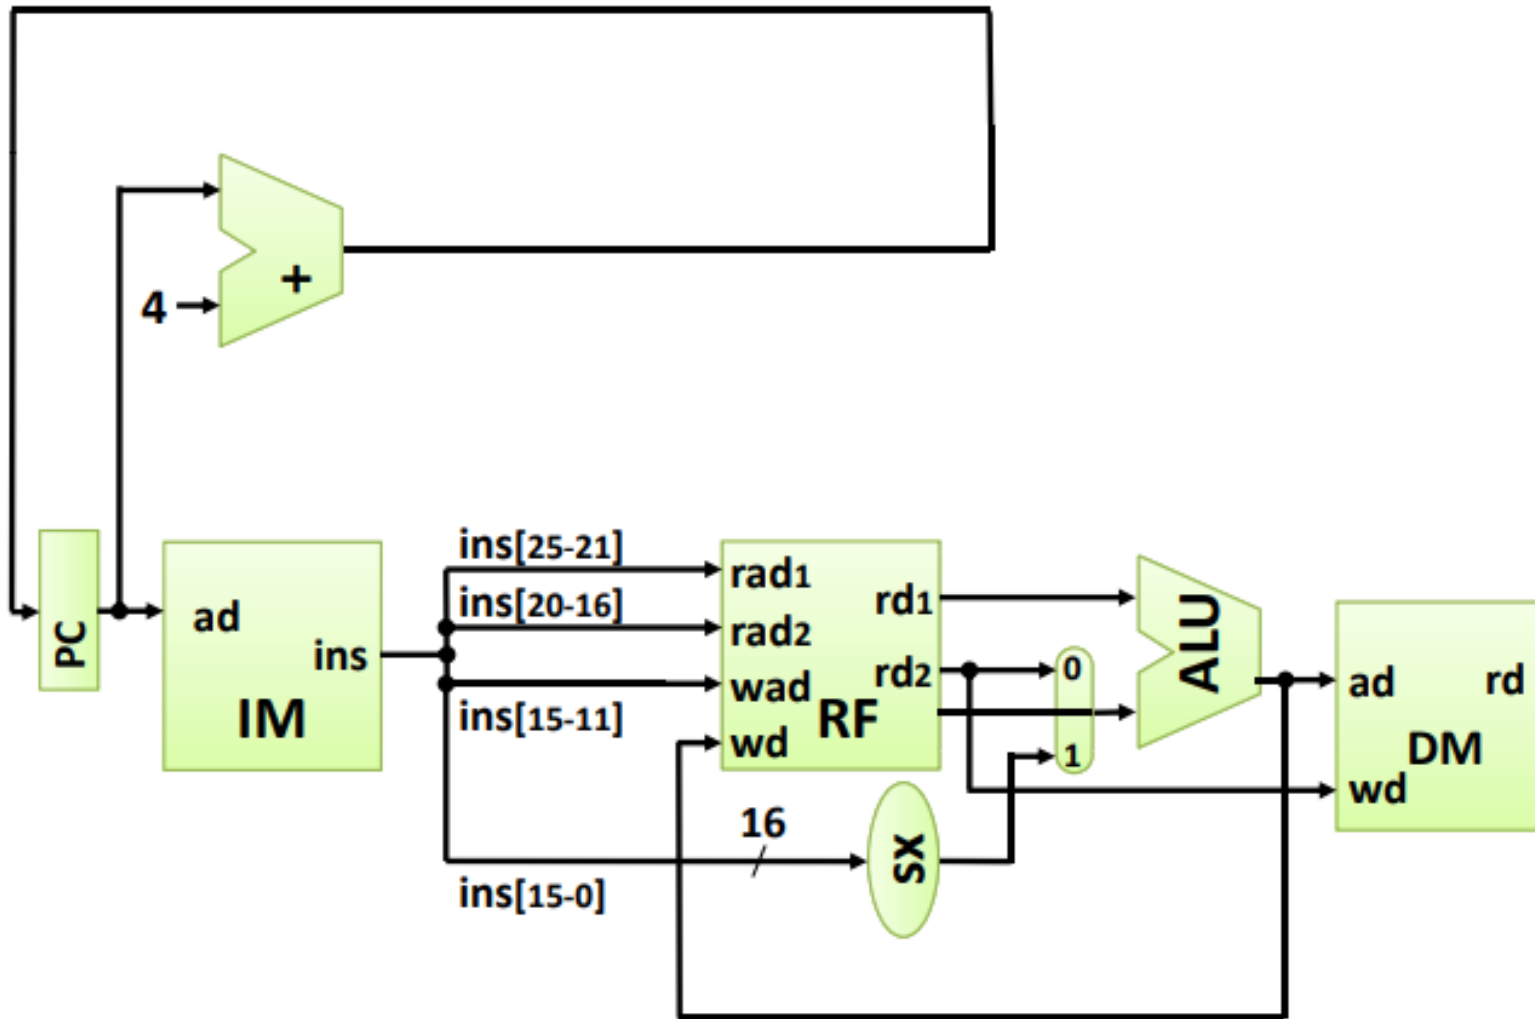 +
4
ins[25-21]
ins[20-16]
ins[15-11]
ins[15-0]
16
PC
ad
ins
IM
rad1
rad2
wad
wd
rd1
rd2
RF
SX
0
1
ALU
ad
rd
DM
wd